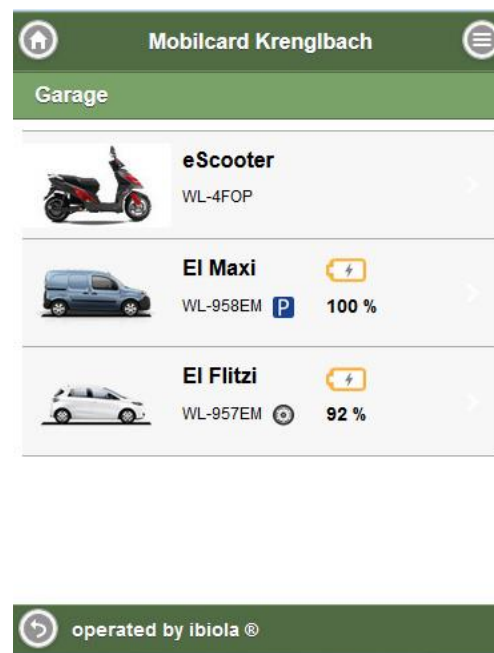 Mobilcard Krenglbach
Garage
eScooter
WL-4FOP
El Maxi
WL-958EM P 100 %
El Flitzi
WL-957EM 92 %
operated by ibiola ®